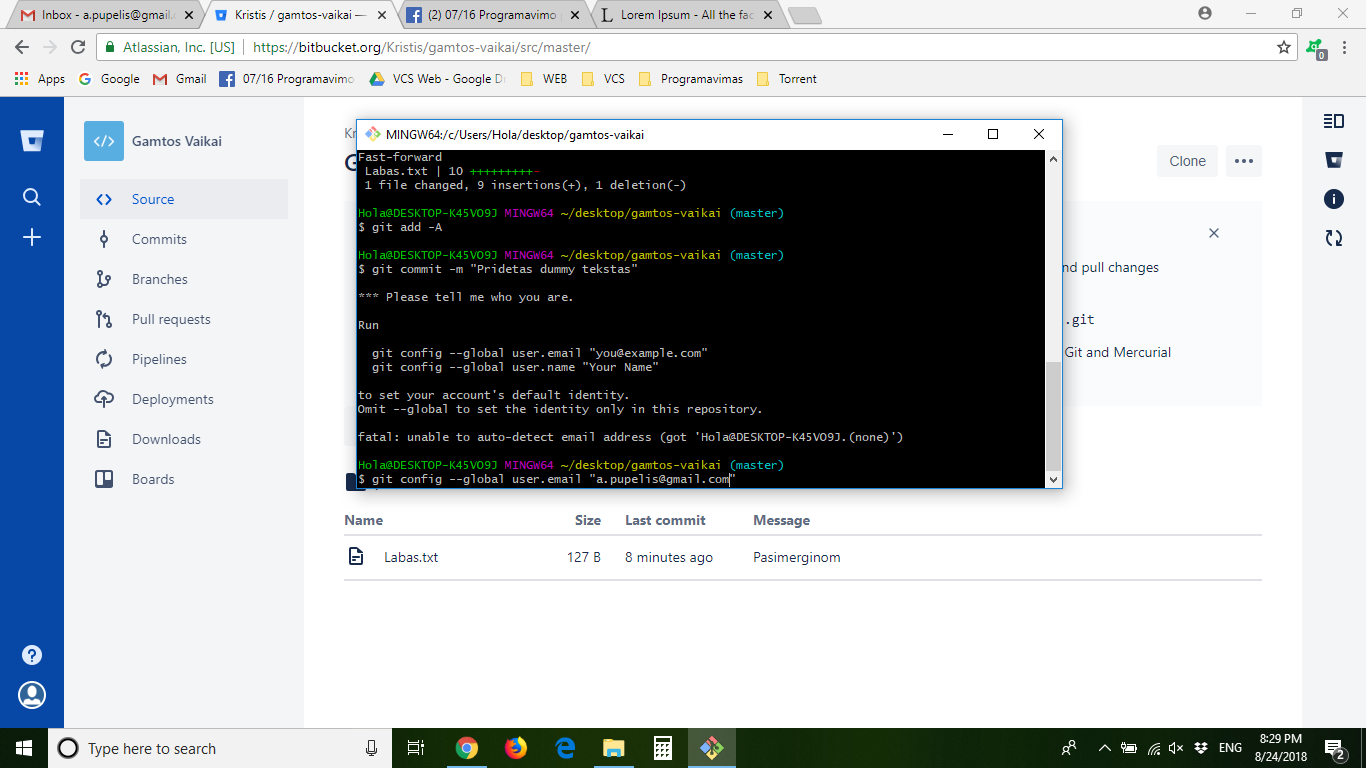 Inbox - a.pupelis@gmail.c
Kristis / gamtos-vaikai —
(2) 07/16 Programavimo
Lorem Ipsum - All the fac
Atlassian, Inc. [US]
https://bitbucket.org/Kristis/gamtos-vaikai/src/master/
0
Apps
Google
Gmail
07/16 Programavimo
VCS Web - Google Dr
WEB
VCS
Programavimas
Torrent
Gamtos Vaikai
Source
Commits
Branches
Pull requests
Pipelines
Deployments
Downloads
Boards
Kr
G
Clone
nd pull changes
.git
Git and Mercurial
MINGW64:/c/Users/Hola/desktop/gamtos-vaikai
Fast-forward
Labas.txt | 10 +++++++++-
1 file changed, 9 insertions(+), 1 deletion(-)
Hola@DESKTOP-K45VO9J MINGW64 ~/desktop/gamtos-vaikai (master)
$ git add -A
Hola@DESKTOP-K45VO9J MINGW64 ~/desktop/gamtos-vaikai (master)
$ git commit -m "Pridetas dummy tekstas"
*** Please tell me who you are.
Run
git config --global user.email "you@example.com"
git config --global user.name "Your Name"
to set your account's default identity.
Omit --global to set the identity only in this repository.
fatal: unable to auto-detect email address (got 'Hola@DESKTOP-K45VO9J.(none)')
Hola@DESKTOP-K45VO9J MINGW64 ~/desktop/gamtos-vaikai (master)
$ git config --global user.email "a.pupelis@gmail.com"
Name Size Last commit Message
Labas.txt 127 B 8 minutes ago Pasimerginom
Type here to search
ENG
8:29 PM
8/24/2018
2